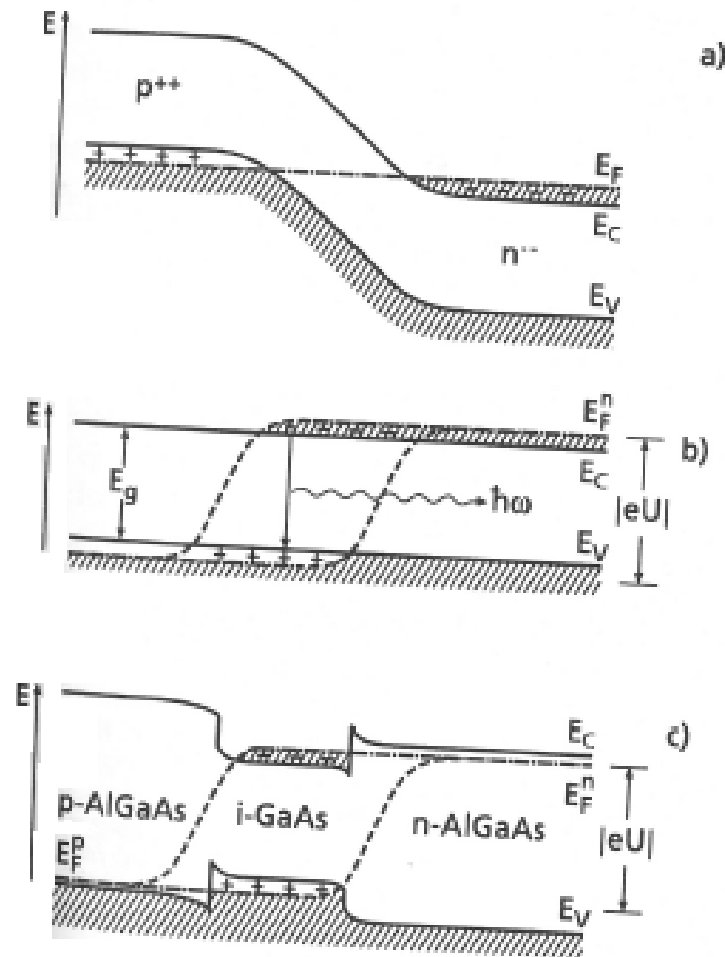 E
a)
p++
E_F
E_C
n--
E_V
E
E_F^n
b)
E_g
E_C
ħω
|eU|
E_V
E
E_C
c)
p-AlGaAs
i-GaAs
n-AlGaAs
E_F^n
|eU|
E_F^p
E_V